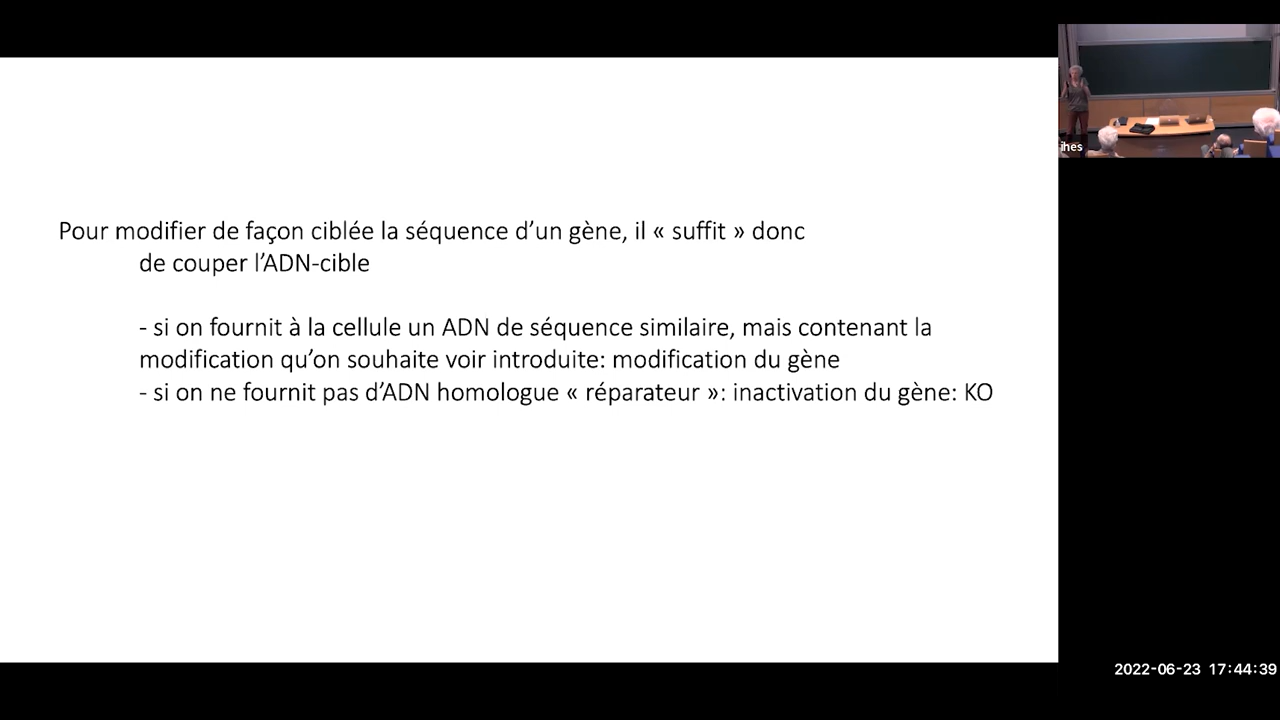 Pour modifier de façon ciblée la séquence d’un gène, il « suffit » donc
de couper l’ADN-cible
- si on fournit à la cellule un ADN de séquence similaire, mais contenant la
modification qu’on souhaite voir introduite: modification du gène
- si on ne fournit pas d’ADN homologue « réparateur »: inactivation du gène: KO
ihes
2022-06-23 17:44:39